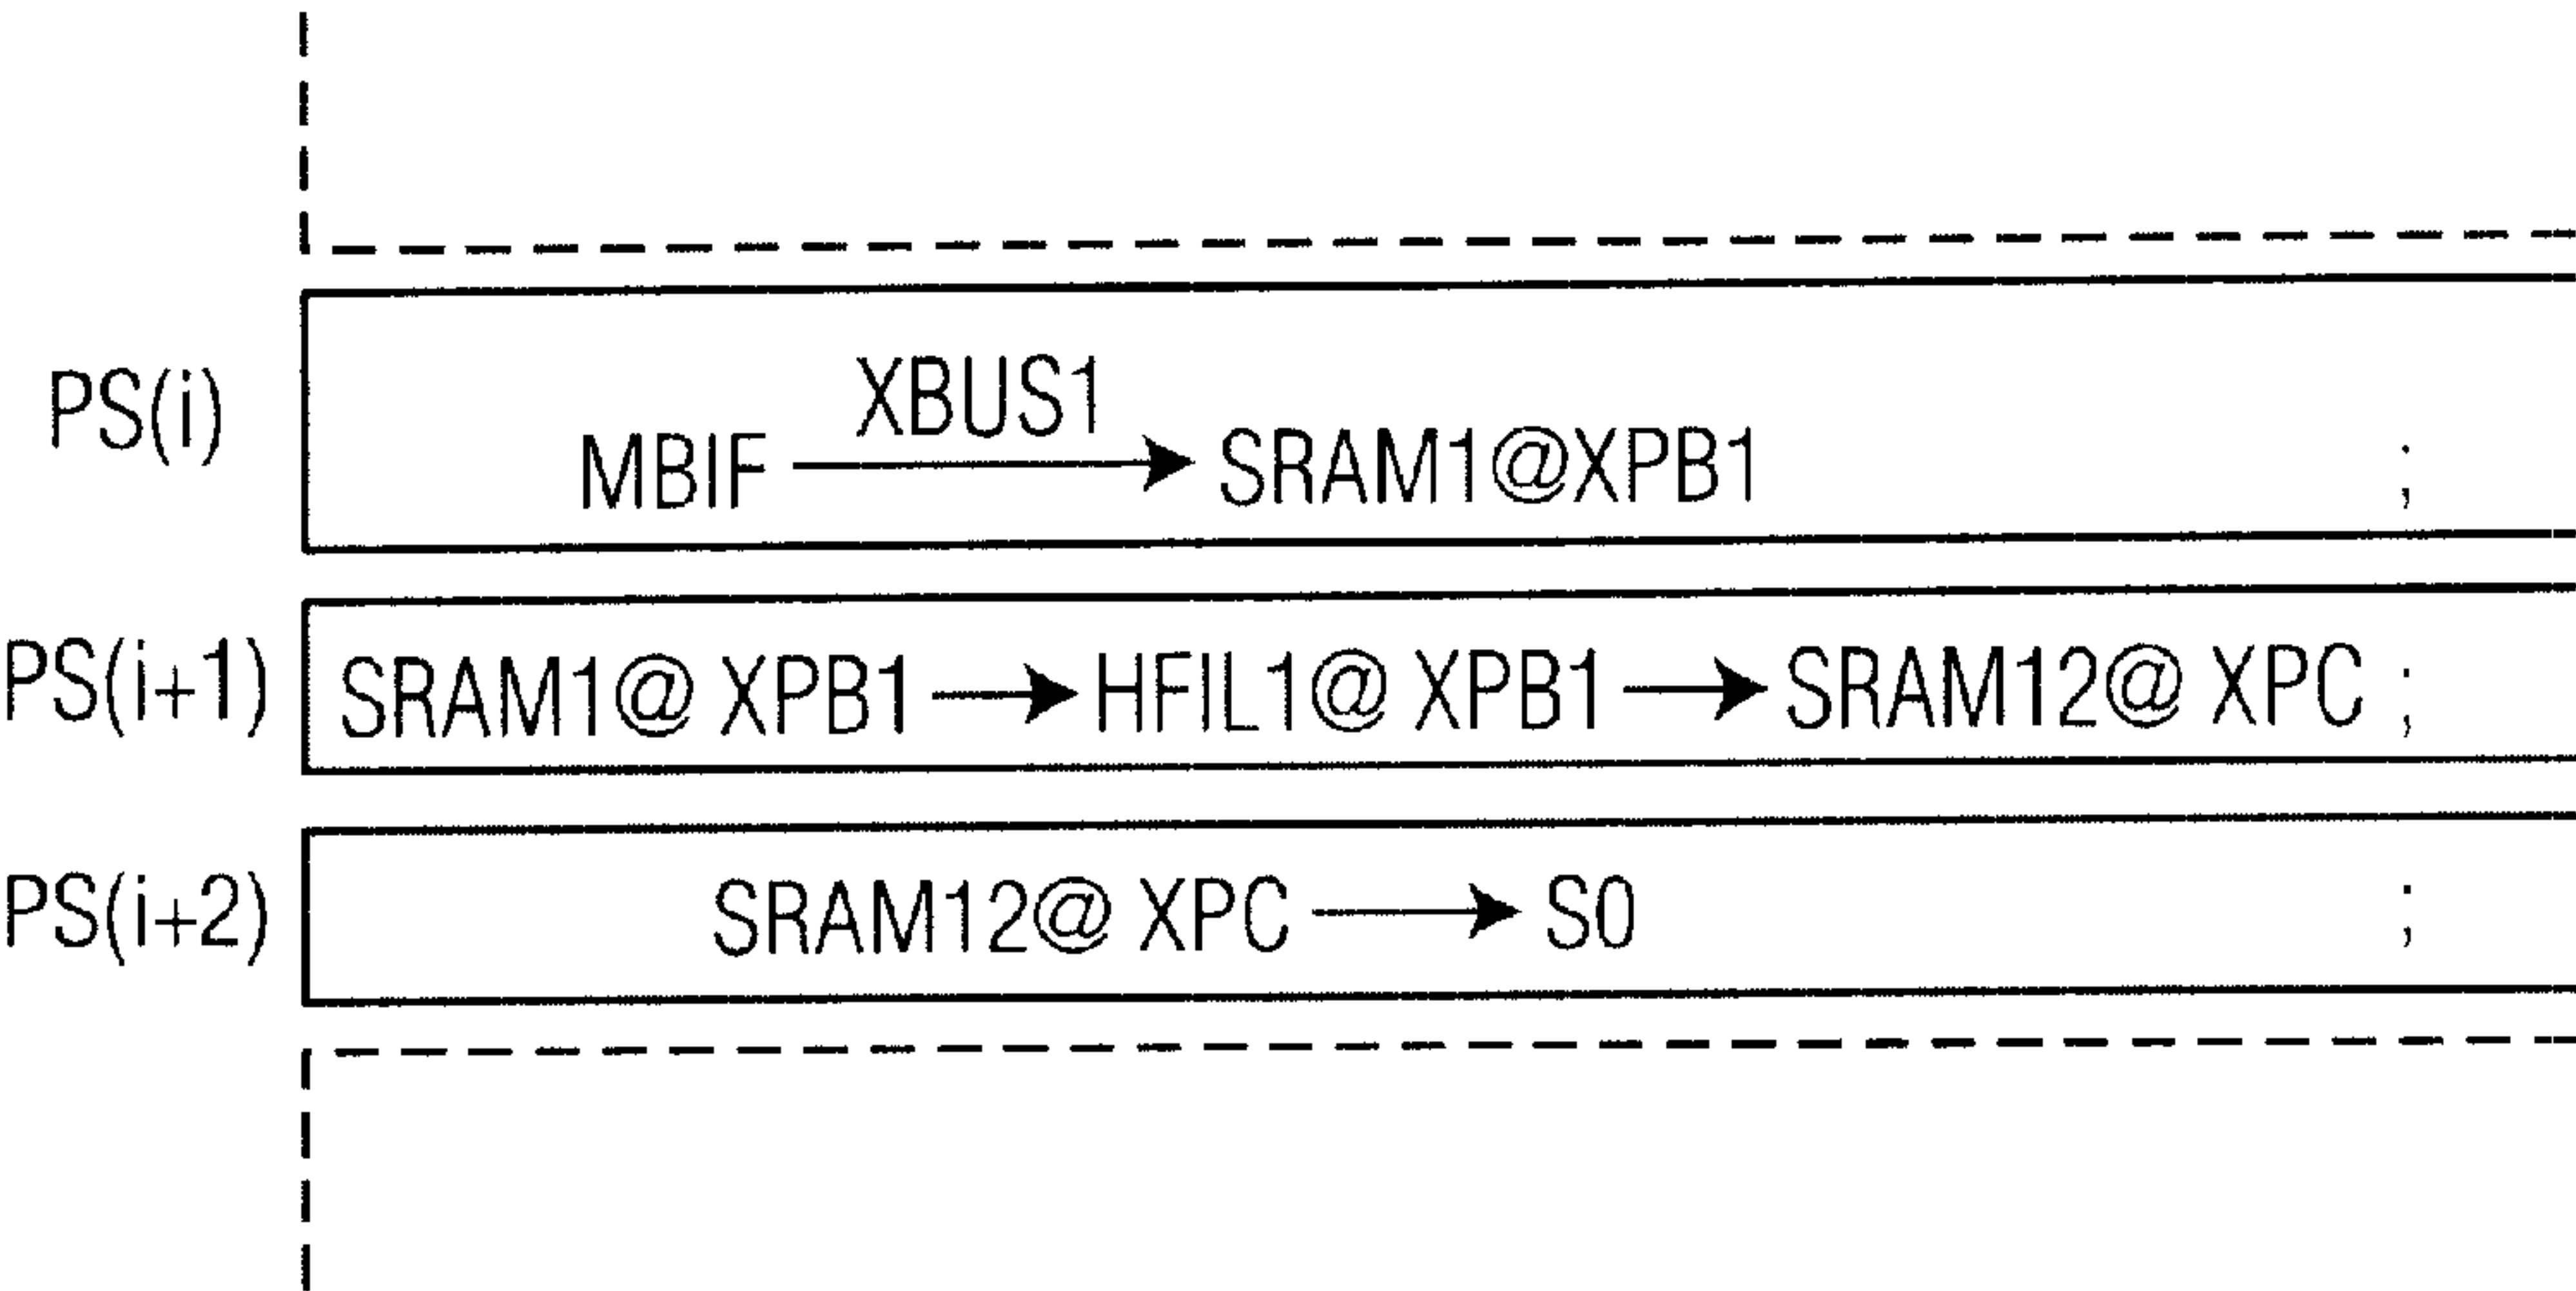 XBUS1
PS(i) MBIF → SRAM1@XPB1 ;
PS(i+1) SRAM1@ XPB1 → HFIL1@ XPB1 → SRAM12@ XPC ;
PS(i+2) SRAM12@ XPC → S0 ;